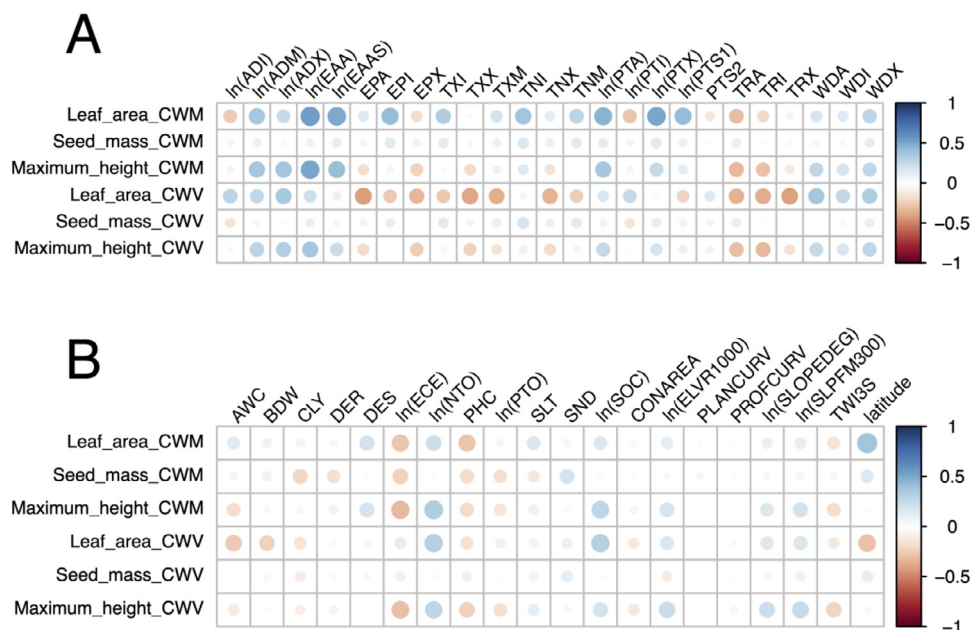 A
ln(ADI) ln(ADM) ln(ADX) ln(EAA) ln(EAAS) EPA EPI EPX TXI TXX TXM TNI TNX TNM ln(PTA) ln(PTI) ln(PTX) ln(PTS1) PTS2 TRA TRI TRX WDA WDI WDX
Leaf_area_CWM
Seed_mass_CWM
Maximum_height_CWM
Leaf_area_CWV
Seed_mass_CWV
Maximum_height_CWV
1
0.5
0
−0.5
−1
B
AWC BDW CLY DER DES ln(ECE) ln(NTO) PHC ln(PTO) SLT SND ln(SOC) CONAREA ln(ELVR1000) PLANCURV PROFCURV ln(SLOPEDEG) ln(SLPFM300) TWI3S latitude
Leaf_area_CWM
Seed_mass_CWM
Maximum_height_CWM
Leaf_area_CWV
Seed_mass_CWV
Maximum_height_CWV
1
0.5
0
−0.5
−1